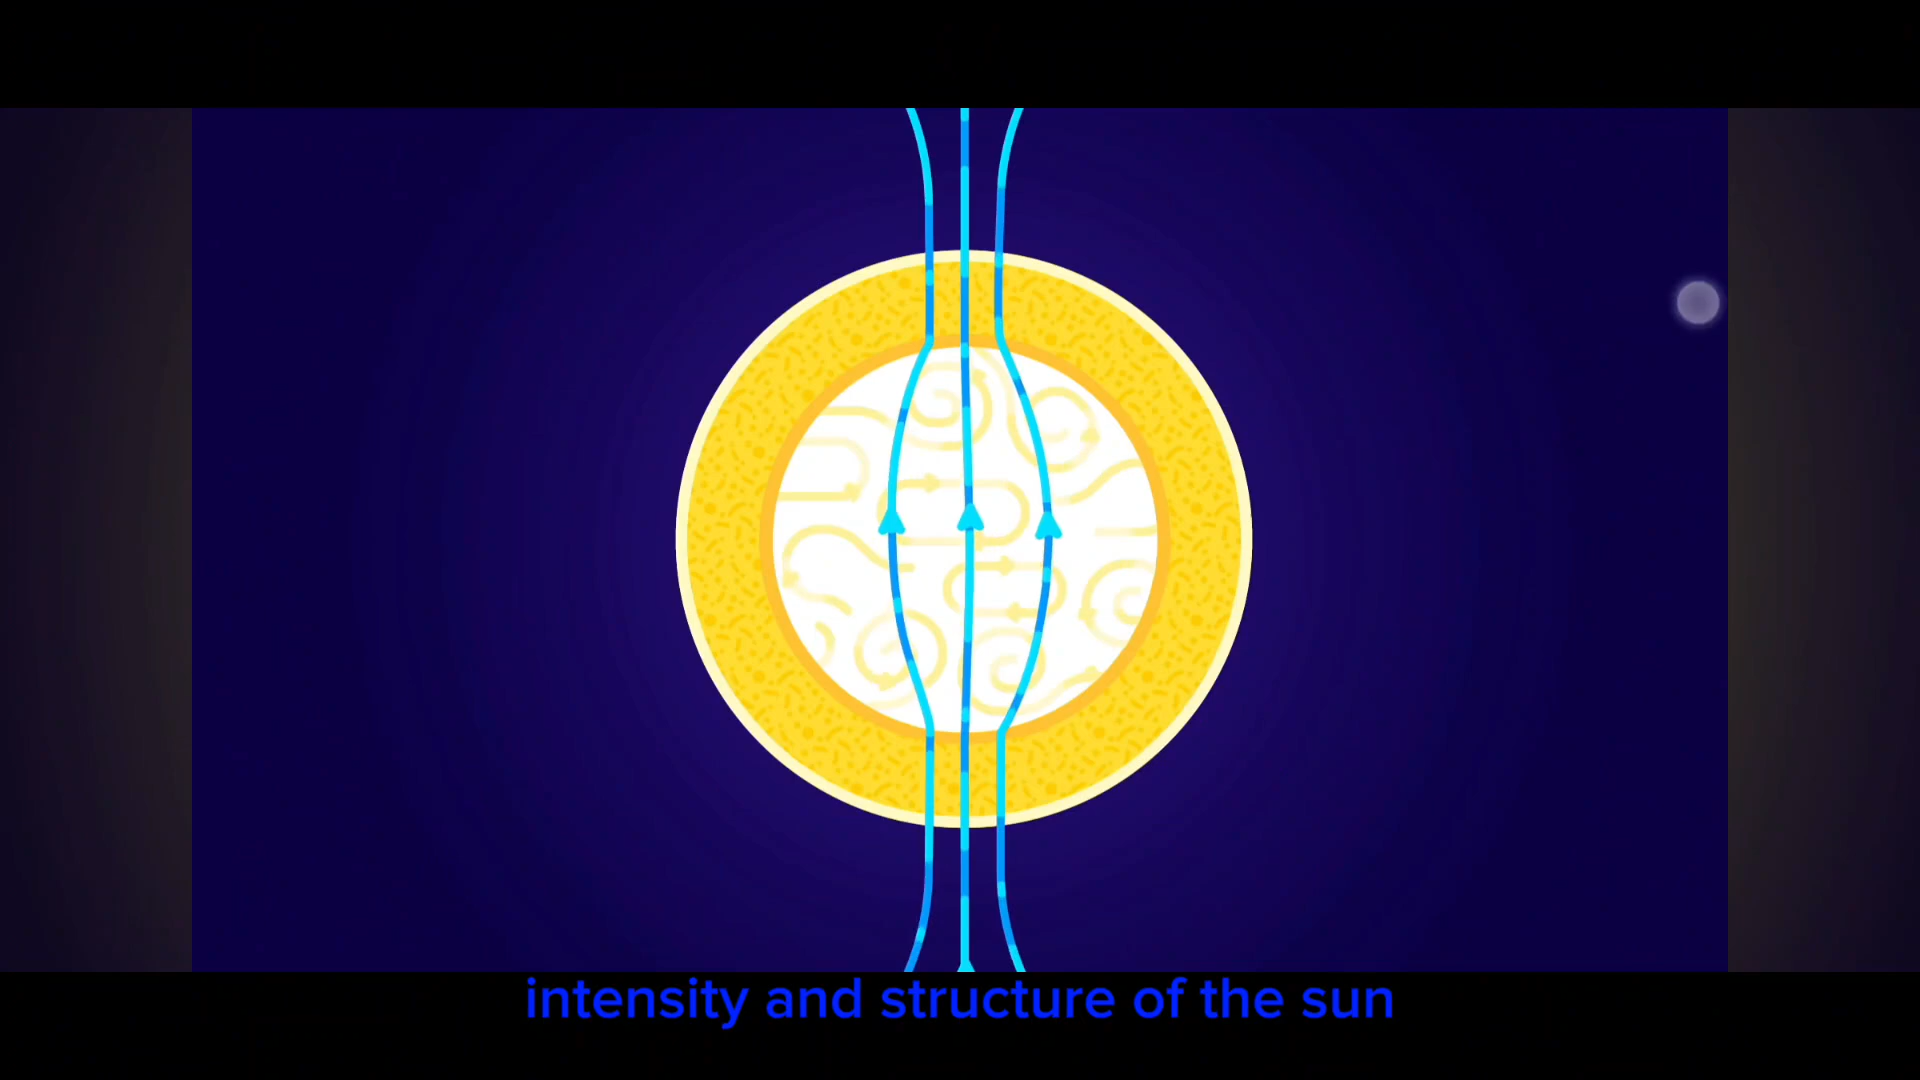 intensity and structure of the sun